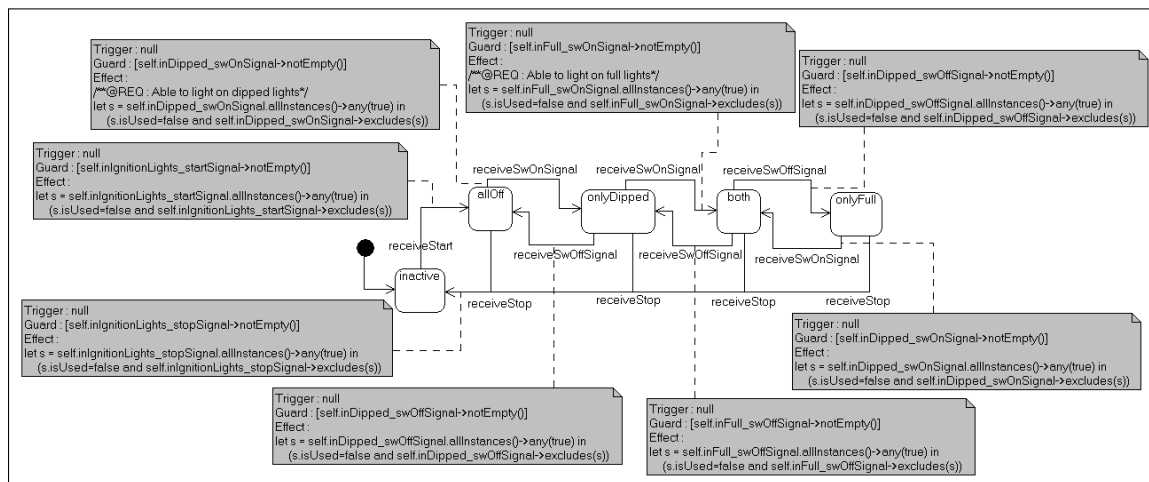 Trigger : null
Guard : [self.inDipped_swOnSignal->notEmpty()]
Effect :
/**@REQ : Able to light on dipped lights*/
let s = self.inDipped_swOnSignal.allInstances()->any(true) in
(s.isUsed=false and self.inDipped_swOnSignal->excludes(s))
Trigger : null
Guard : [self.inFull_swOnSignal->notEmpty()]
Effect :
/**@REQ : Able to light on full lights*/
let s = self.inFull_swOnSignal.allInstances()->any(true) in
(s.isUsed=false and self.inFull_swOnSignal->excludes(s))
Trigger : null
Guard : [self.inDipped_swOffSignal->notEmpty()]
Effect :
let s = self.inDipped_swOffSignal.allInstances()->any(true) in
(s.isUsed=false and self.inDipped_swOffSignal->excludes(s))
Trigger : null
Guard : [self.inIgnitionLights_startSignal->notEmpty()]
Effect :
let s = self.inIgnitionLights_startSignal.allInstances()->any(true) in
(s.isUsed=false and self.inIgnitionLights_startSignal->excludes(s))
receiveSwOnSignal
receiveSwOnSignal
receiveSwOffSignal
allOff
onlyDipped
both
onlyFull
receiveStart
receiveSwOffSignal
receiveSwOffSignal
receiveSwOnSignal
inactive
receiveStop
receiveStop
receiveStop
receiveStop
Trigger : null
Guard : [self.inIgnitionLights_stopSignal->notEmpty()]
Effect :
let s = self.inIgnitionLights_stopSignal.allInstances()->any(true) in
(s.isUsed=false and self.inIgnitionLights_stopSignal->excludes(s))
Trigger : null
Guard : [self.inDipped_swOnSignal->notEmpty()]
Effect :
let s = self.inDipped_swOnSignal.allInstances()->any(true) in
(s.isUsed=false and self.inDipped_swOnSignal->excludes(s))
Trigger : null
Guard : [self.inDipped_swOffSignal->notEmpty()]
Effect :
let s = self.inDipped_swOffSignal.allInstances()->any(true) in
(s.isUsed=false and self.inDipped_swOffSignal->excludes(s))
Trigger : null
Guard : [self.inFull_swOffSignal->notEmpty()]
Effect :
let s = self.inFull_swOffSignal.allInstances()->any(true) in
(s.isUsed=false and self.inFull_swOffSignal->excludes(s))